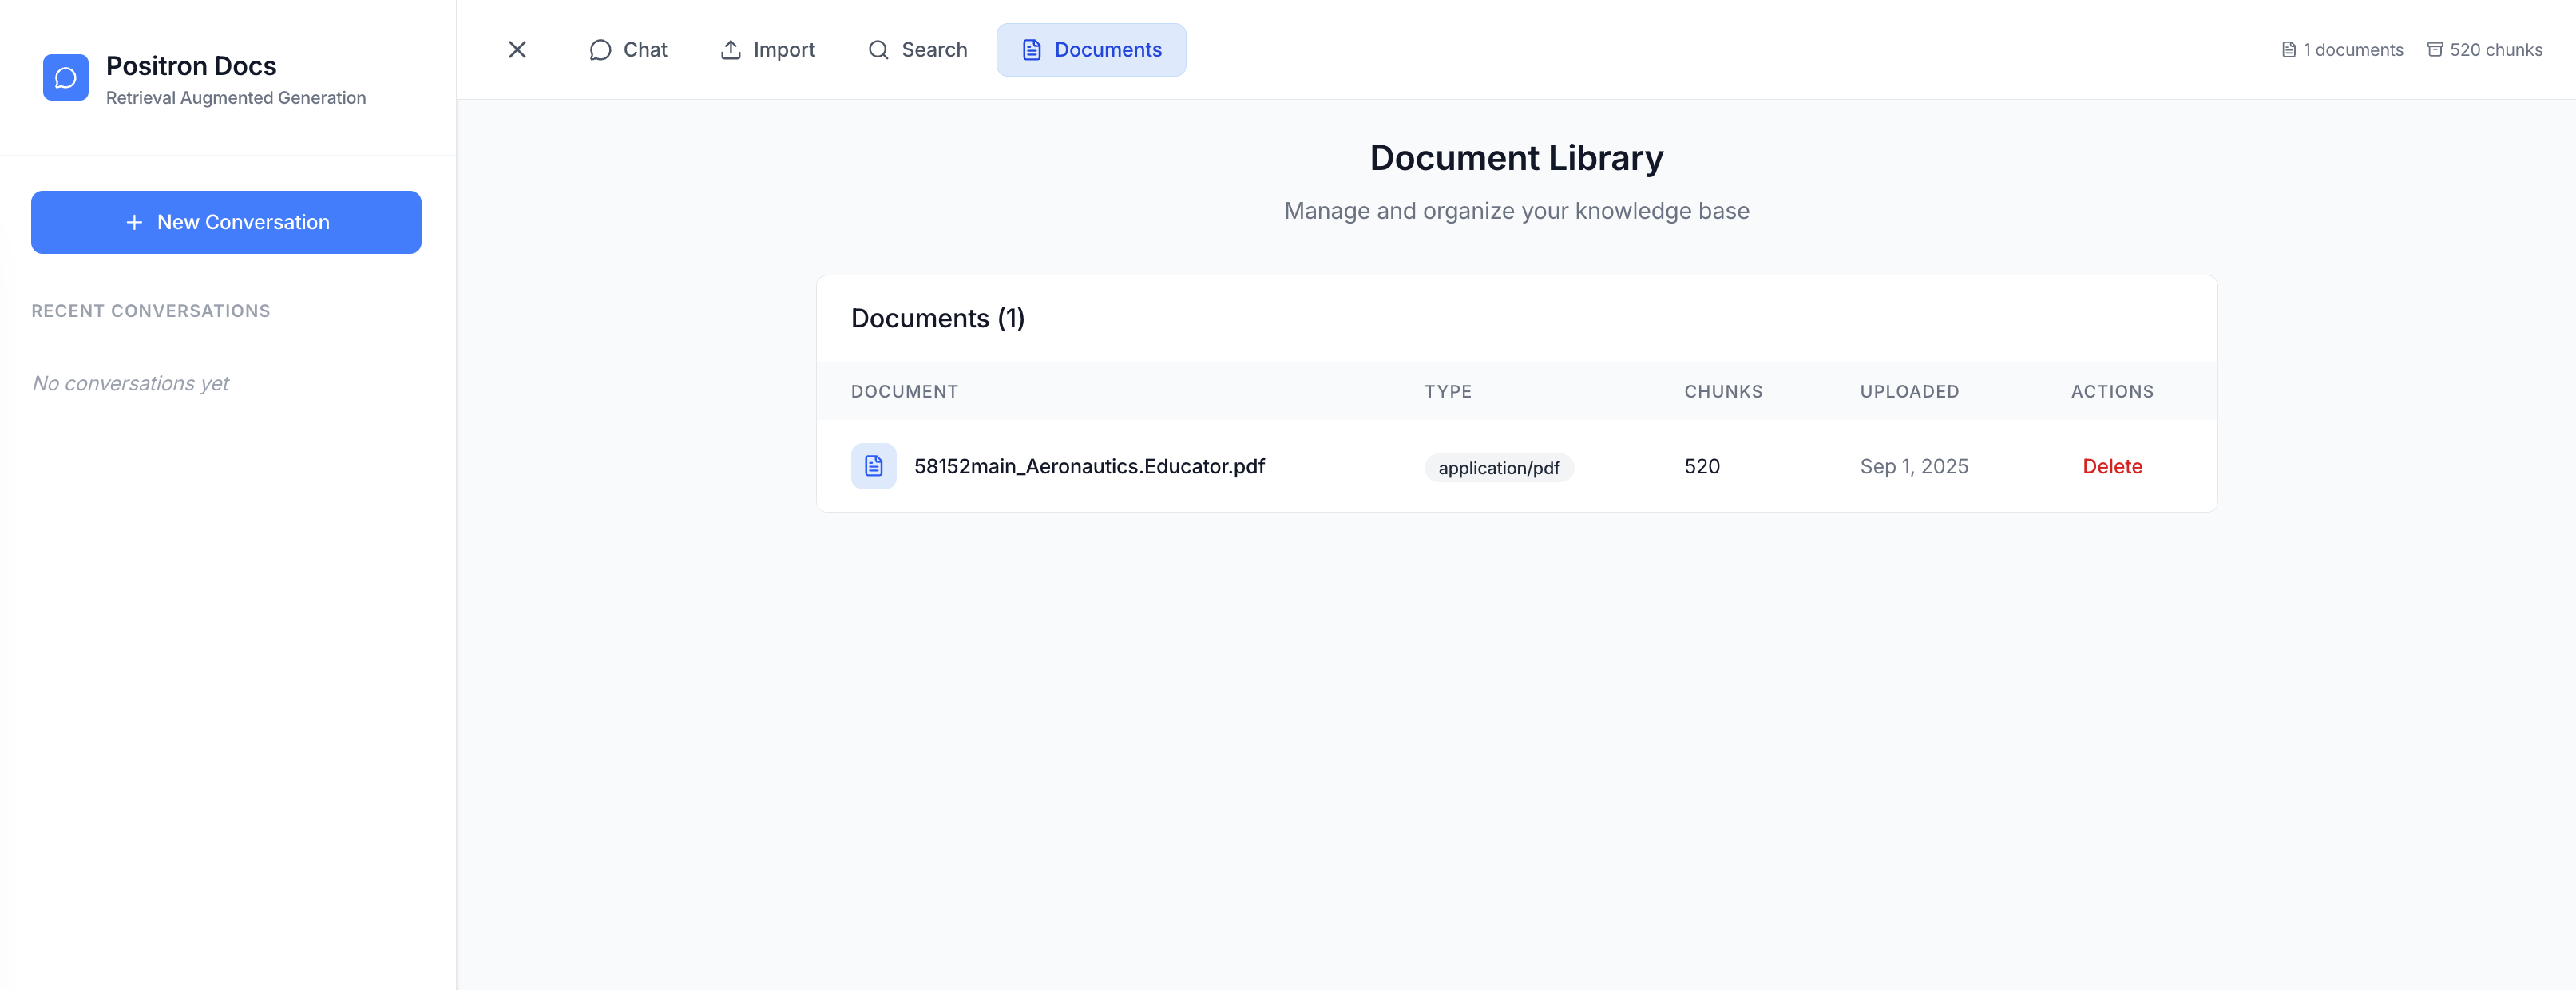 Positron Docs
Retrieval Augmented Generation
New Conversation
RECENT CONVERSATIONS
No conversations yet
Chat Import Search Documents
1 documents 520 chunks
Document Library
Manage and organize your knowledge base
Documents (1)
DOCUMENT TYPE CHUNKS UPLOADED ACTIONS
58152main_Aeronautics.Educator.pdf application/pdf 520 Sep 1, 2025 Delete